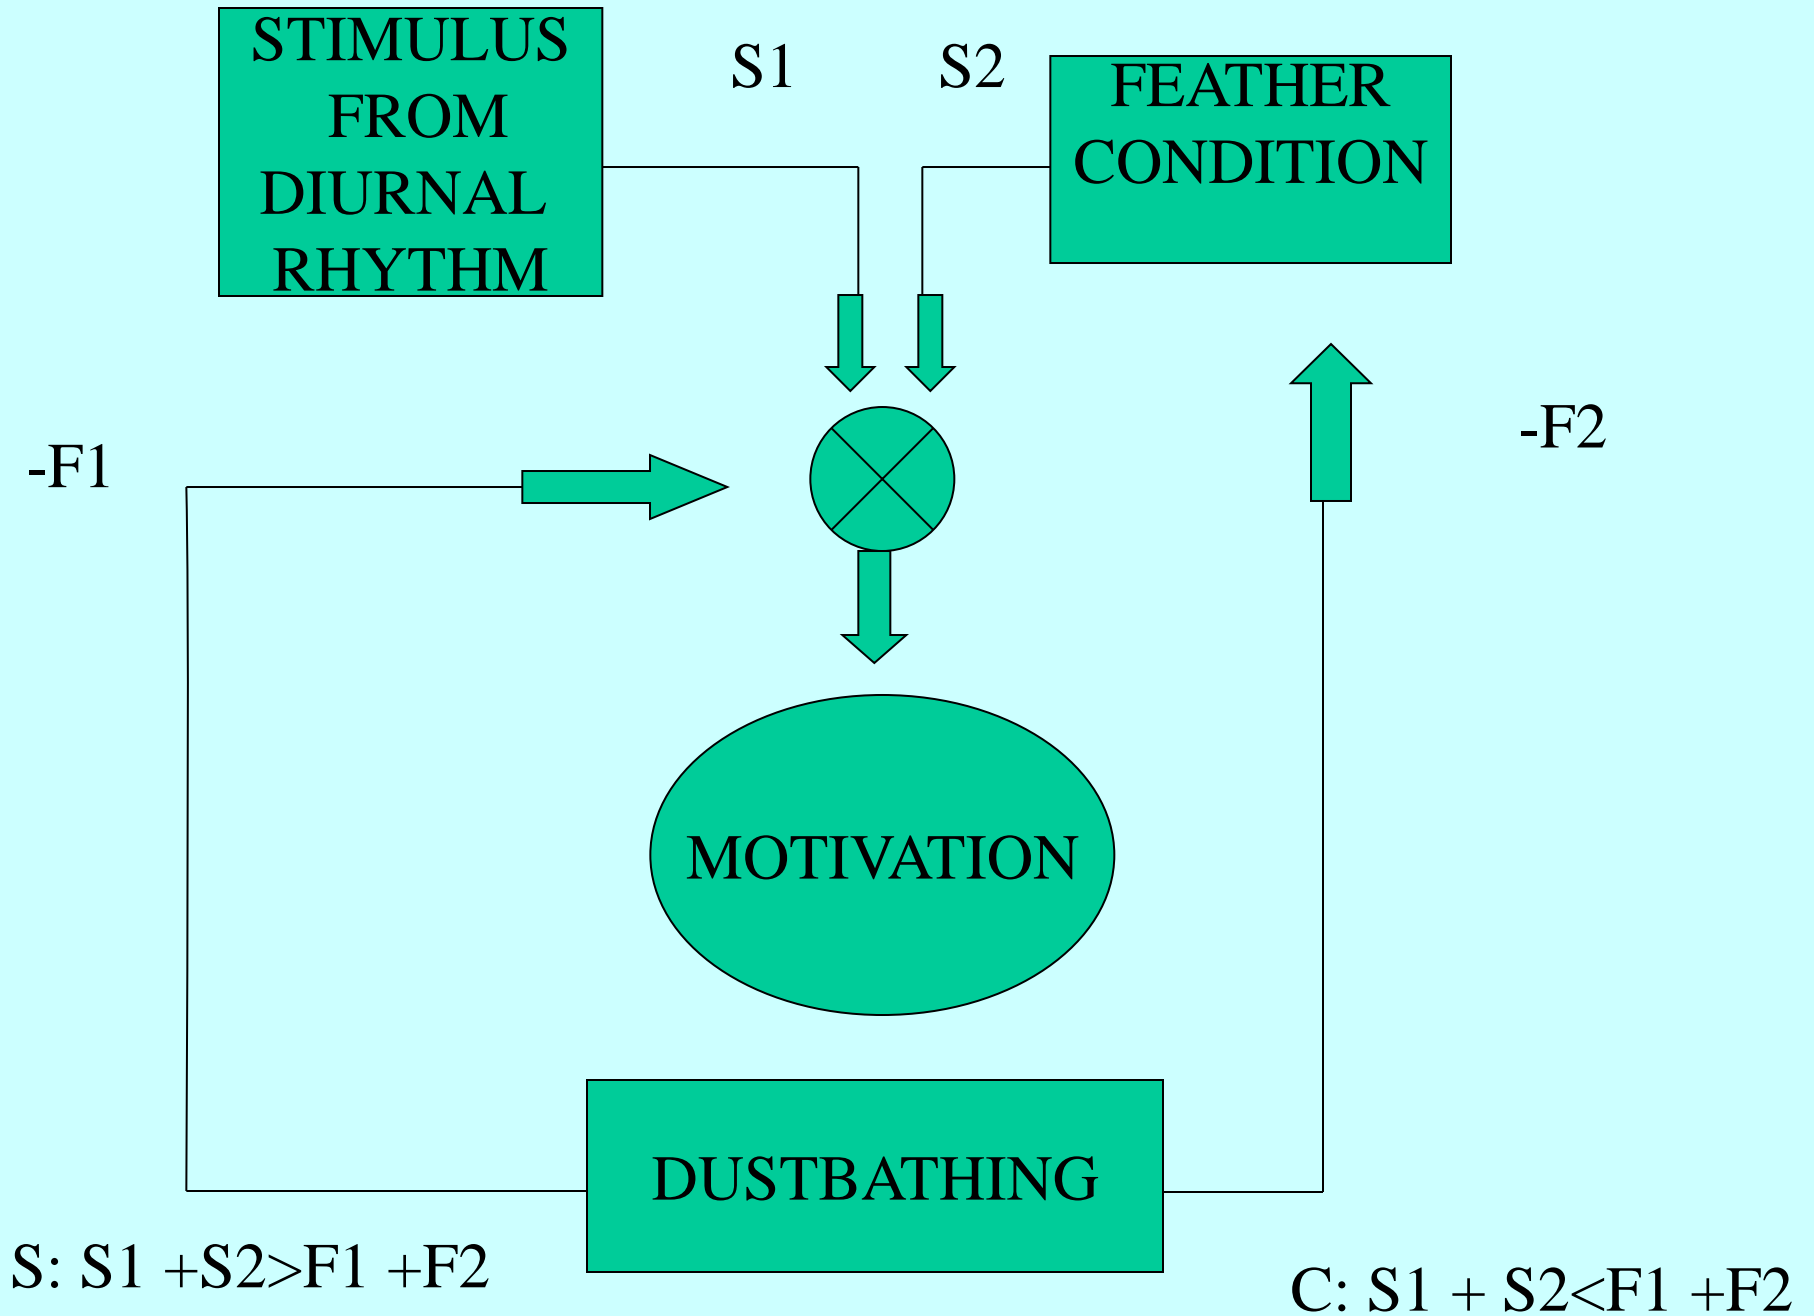 STIMULUS
FROM
DIURNAL
RHYTHM
S1
S2
FEATHER
CONDITION
-F1
-F2
MOTIVATION
DUSTBATHING
S: S1 +S2>F1 +F2
C: S1 + S2<F1 +F2